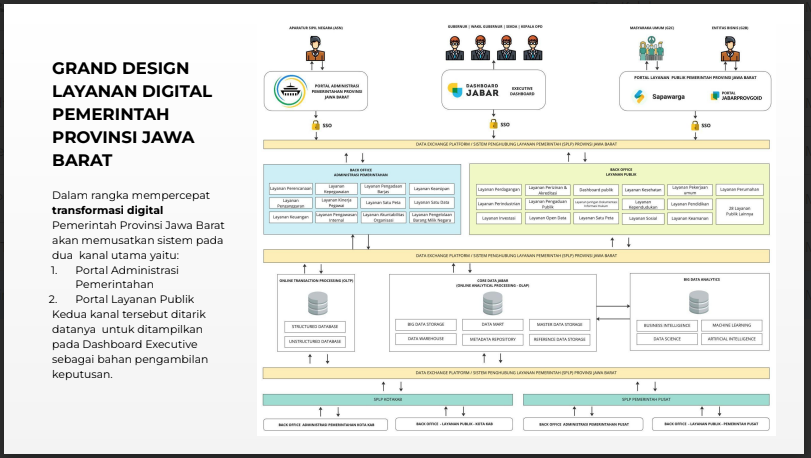 GRAND DESIGN
LAYANAN DIGITAL
PEMERINTAH
PROVINSI JAWA
BARAT
Dalam rangka mempercepat
transformasi digital
Pemerintah Provinsi Jawa Barat
akan memusatkan sistem pada
dua kanal utama yaitu:
1. Portal Administrasi
Pemerintahan
2. Portal Layanan Publik
Kedua kanal tersebut ditarik
datanya untuk ditampilkan
pada Dashboard Executive
sebagai bahan pengambilan
keputusan.
APARATUR SIPIL NEGARA (ASN)
GUBERNUR | WAKIL GUBERNUR | SEKDA | KEPALA OPD
MASYARAKA UMUM (G2C)
ENTITAS BISNIS (G2B)
PORTAL ADMINISTRASI
PEMERINTAHAN PROVINSI
JAWA BARAT
DASHBOARD
JABAR
EXECUTIVE
DASHBOARD
PORTAL LAYANAN PUBLIK PEMERINTAH PROVINSI JAWA BARAT
Sapawarga
PORTAL
JABARPROVGOID
SSO
SSO
SSO
DATA EXCHANGE PLATFORM / SISTEM PENGHUBUNG LAYANAN PEMERINTAH (SPLP) PROVINSI JAWA BARAT
BACK OFFICE
ADMINISTRASI PEMERINTAHAN
Layanan Perencanaan
Layanan
Kepegawaian
Layanan Pengadaan
Barjas
Layanan Kearsipan
Layanan
Penganggaran
Layanan Kinerja
Pegawai
Layanan Satu Peta
Layanan Satu Data
Layanan Keuangan
Layanan Pengawasan
Internal
Layanan Akuntabilitas
Organisasi
Layanan Pengelolaan
Barang Milik Negara
BACK OFFICE
LAYANAN PUBLIK
Layanan Perdagangan
Layanan Perizinan &
Akreditasi
Dashboard publik
Layanan Kesehatan
Layanan Pekerjaan
umum
Layanan Perumahan
Layanan Perindustrian
Layanan Pengaduan
Publik
Layanan Jaringan Dokumentasi
Informasi Hukum
Layanan
Kependudukan
Layanan Pendidikan
28 Layanan
Publik Lainnya
Layanan Investasi
Layanan Open Data
Layanan Satu Peta
Layanan Sosial
Layanan Keamanan
DATA EXCHANGE PLATFORM / SISTEM PENGHUBUNG LAYANAN PEMERINTAH (SPLP) PROVINSI JAWA BARAT
ONLINE TRANSACTION PROCESSING (OLTP)
STRUCTURED DATABASE
UNSTRUCTURED DATABASE
CORE DATA JABAR
(ONLINE ANALYTICAL PROCESSING - OLAP)
BIG DATA STORAGE
DATA MART
MASTER DATA STORAGE
DATA WAREHOUSE
METADATA REPOSITORY
REFERENCE DATA STORAGE
BIG DATA ANALYTICS
BUSINESS INTELLIGENCE
MACHINE LEARNING
DATA SCIENCE
ARTIFICIAL INTELLIGENCE
DATA EXCHANGE PLATFORM / SISTEM PENGHUBUNG LAYANAN PEMERINTAH (SPLP) PROVINSI JAWA BARAT
SPLP KOTA/KAB
SPLP PEMERINTAH PUSAT
BACK OFFICE ADMINISTRASI PEMERINTAHAN KOTA KAB
BACK OFFICE - LAYANAN PUBLIK - KOTA KAB
BACK OFFICE ADMINISTRASI PEMERINTAHAN PUSAT
BACK OFFICE - LAYANAN PUBLIK - PEMERINTAH PUSAT